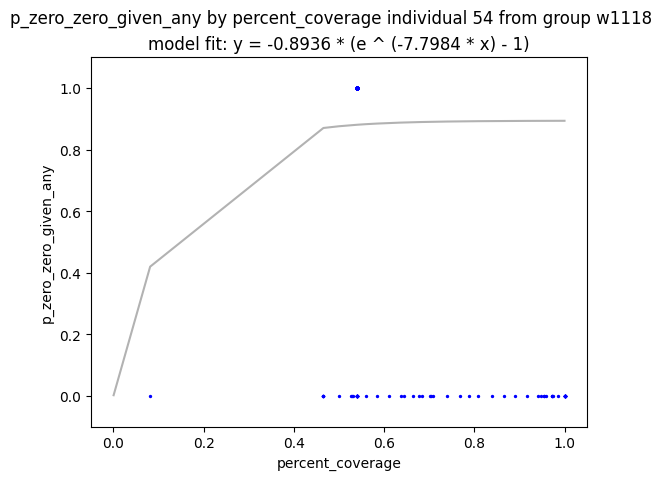 p_zero_zero_given_any by percent_coverage individual 54 from group w1118
model fit: y = -0.8936 * (e ^ (-7.7984 * x) - 1)
1.0
0.8
0.6
0.4
0.2
0.0
p_zero_zero_given_any
0.0 0.2 0.4 0.6 0.8 1.0
percent_coverage